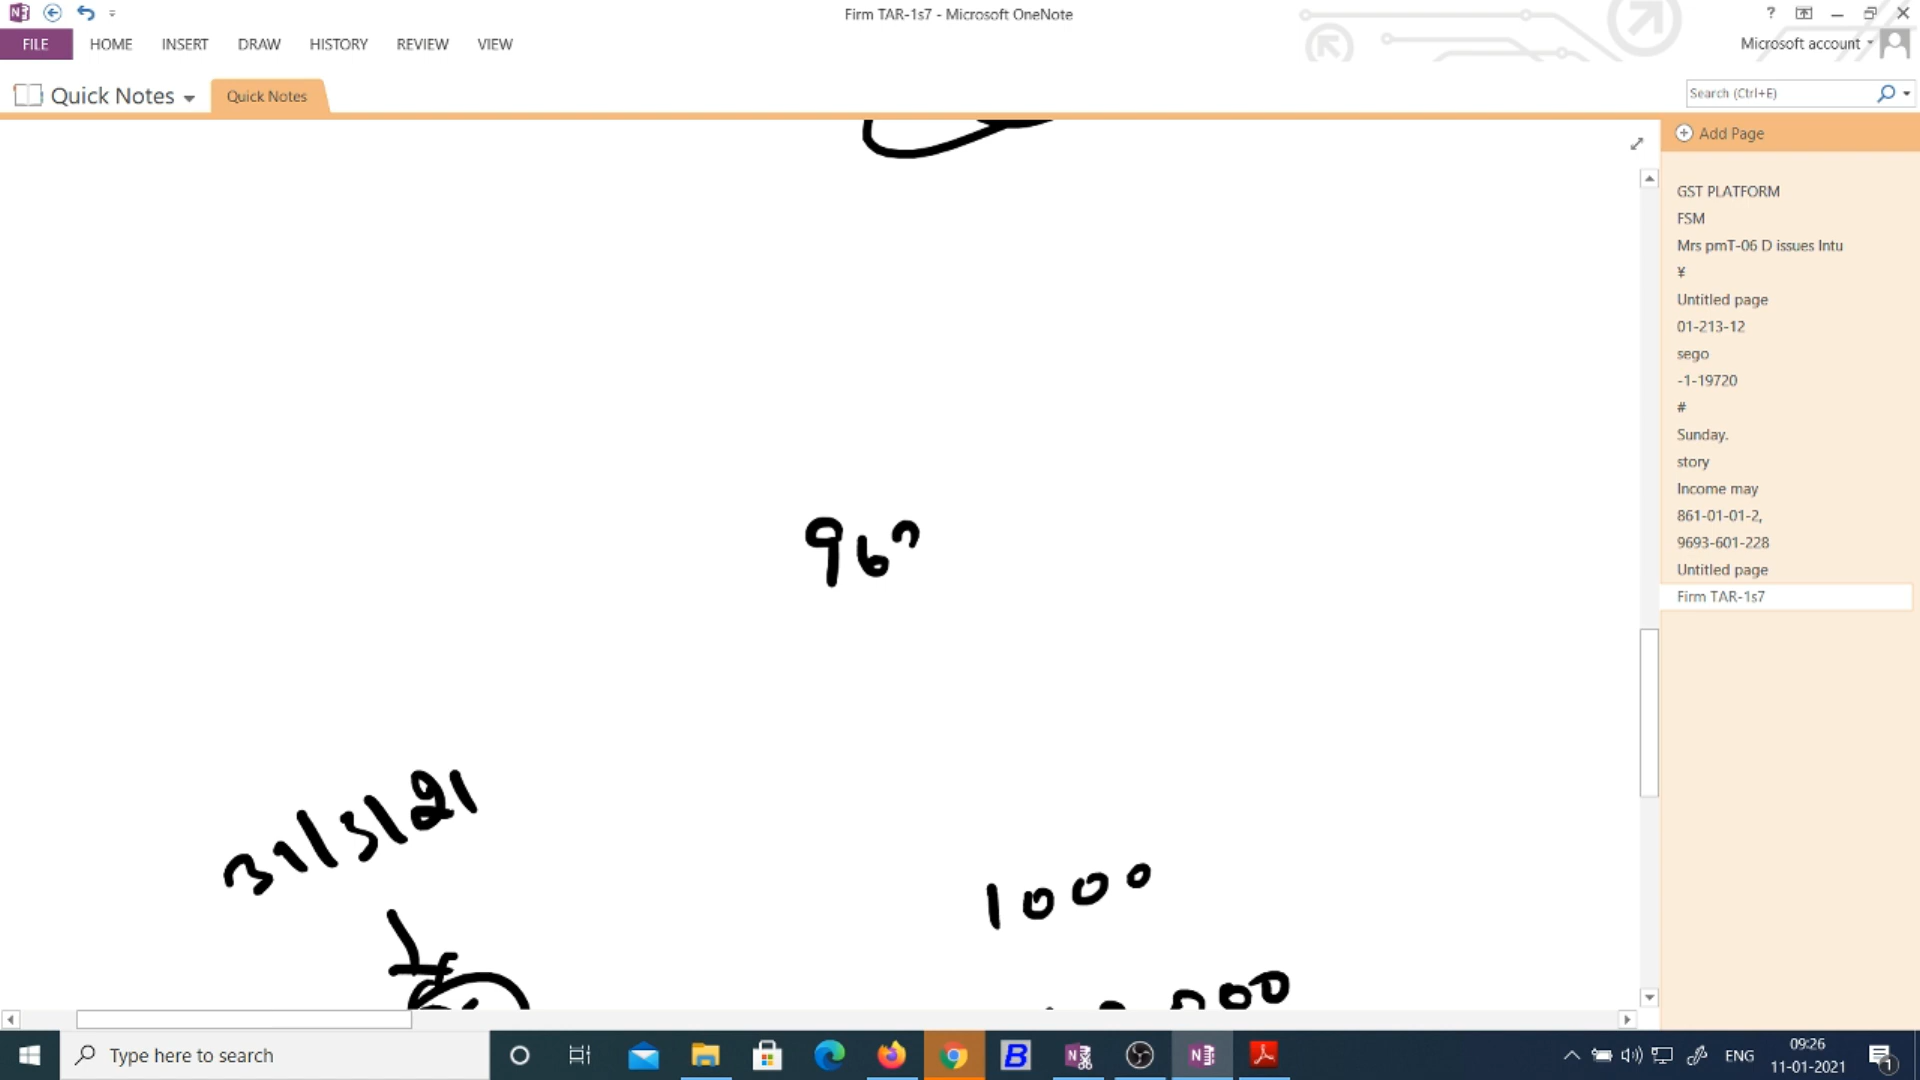 Firm TAR-1s7 - Microsoft OneNote
?
FILE HOME INSERT DRAW HISTORY REVIEW VIEW
Microsoft account
Quick Notes
Quick Notes
Search (Ctrl+E)
Add Page
GST PLATFORM
FSM
Mrs pmT-06 D issues Intu
¥
Untitled page
01-213-12
sego
-1-19720
#
Sunday.
story
Income may
861-01-01-2,
9693-601-228
Untitled page
Firm TAR-1s7
31/3/21
1000
Type here to search
ENG
09:26
11-01-2021
1